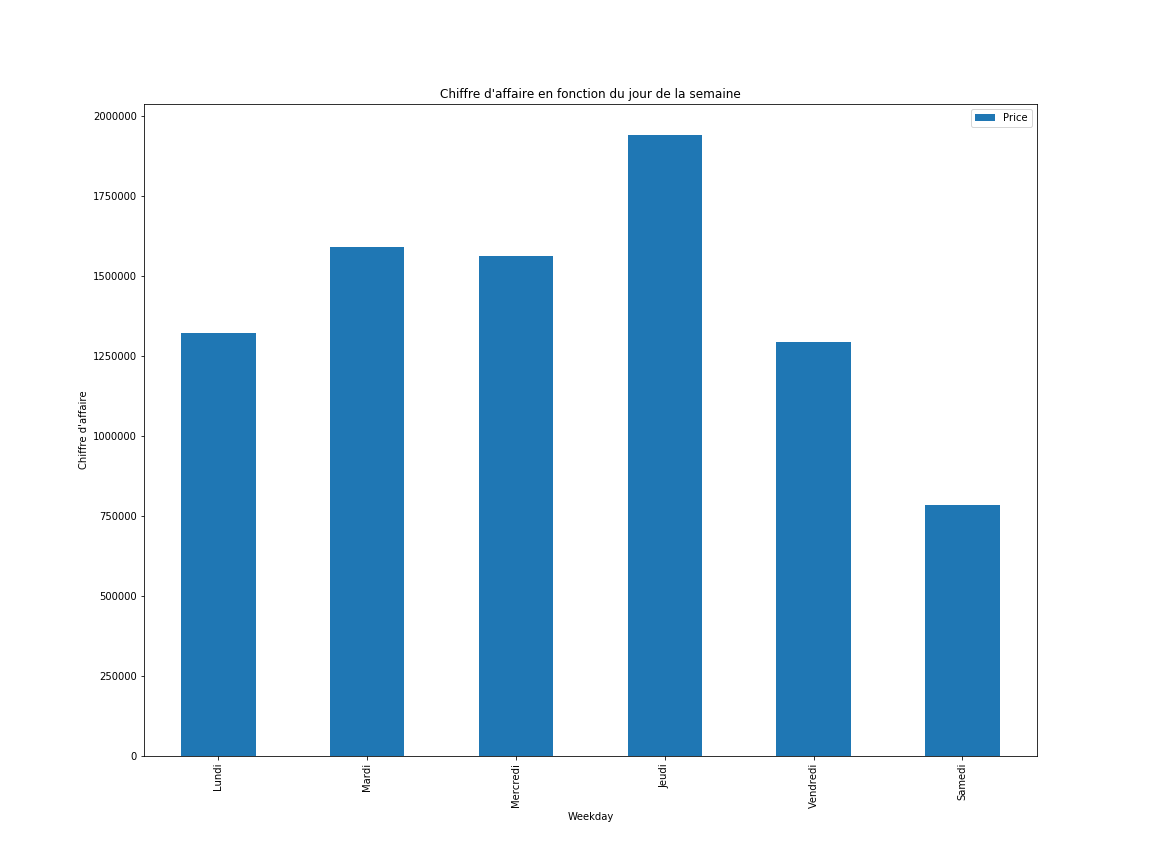 Chiffre d'affaire en fonction du jour de la semaine
Price
2000000
1750000
1500000
1250000
1000000
750000
500000
250000
0
Chiffre d'affaire
Lundi
Mardi
Mercredi
Jeudi
Vendredi
Samedi
Weekday